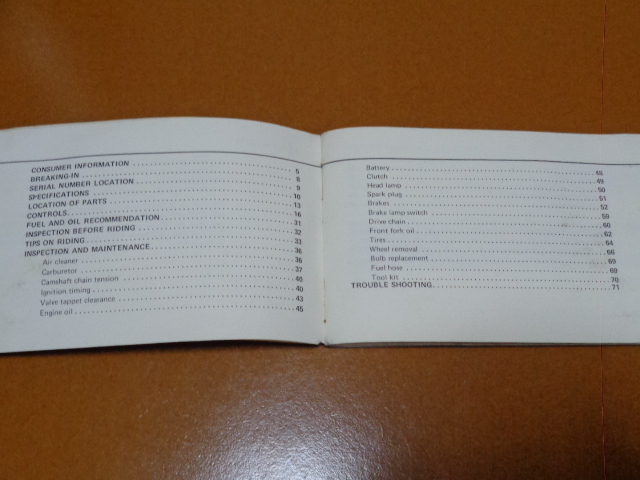 CONSUMER INFORMATION 5
BREAKING-IN 8
SERIAL NUMBER LOCATION 9
SPECIFICATIONS 10
LOCATION OF PARTS 13
CONTROLS 16
FUEL AND OIL RECOMMENDATION 31
INSPECTION BEFORE RIDING 32
TIPS ON RIDING 33
INSPECTION AND MAINTENANCE 36
Air cleaner 36
Carburetor 37
Camshaft chain tension 40
Ignition timing 40
Valve tappet clearance 43
Engine oil 45
Battery 48
Clutch 49
Head lamp 50
Spark plug 51
Brakes 52
Brake lamp switch 59
Drive chain 60
Front fork oil 62
Tires 64
Wheel removal 66
Bulb replacement 69
Fuel hose 69
Tool kit 70
TROUBLE SHOOTING 71